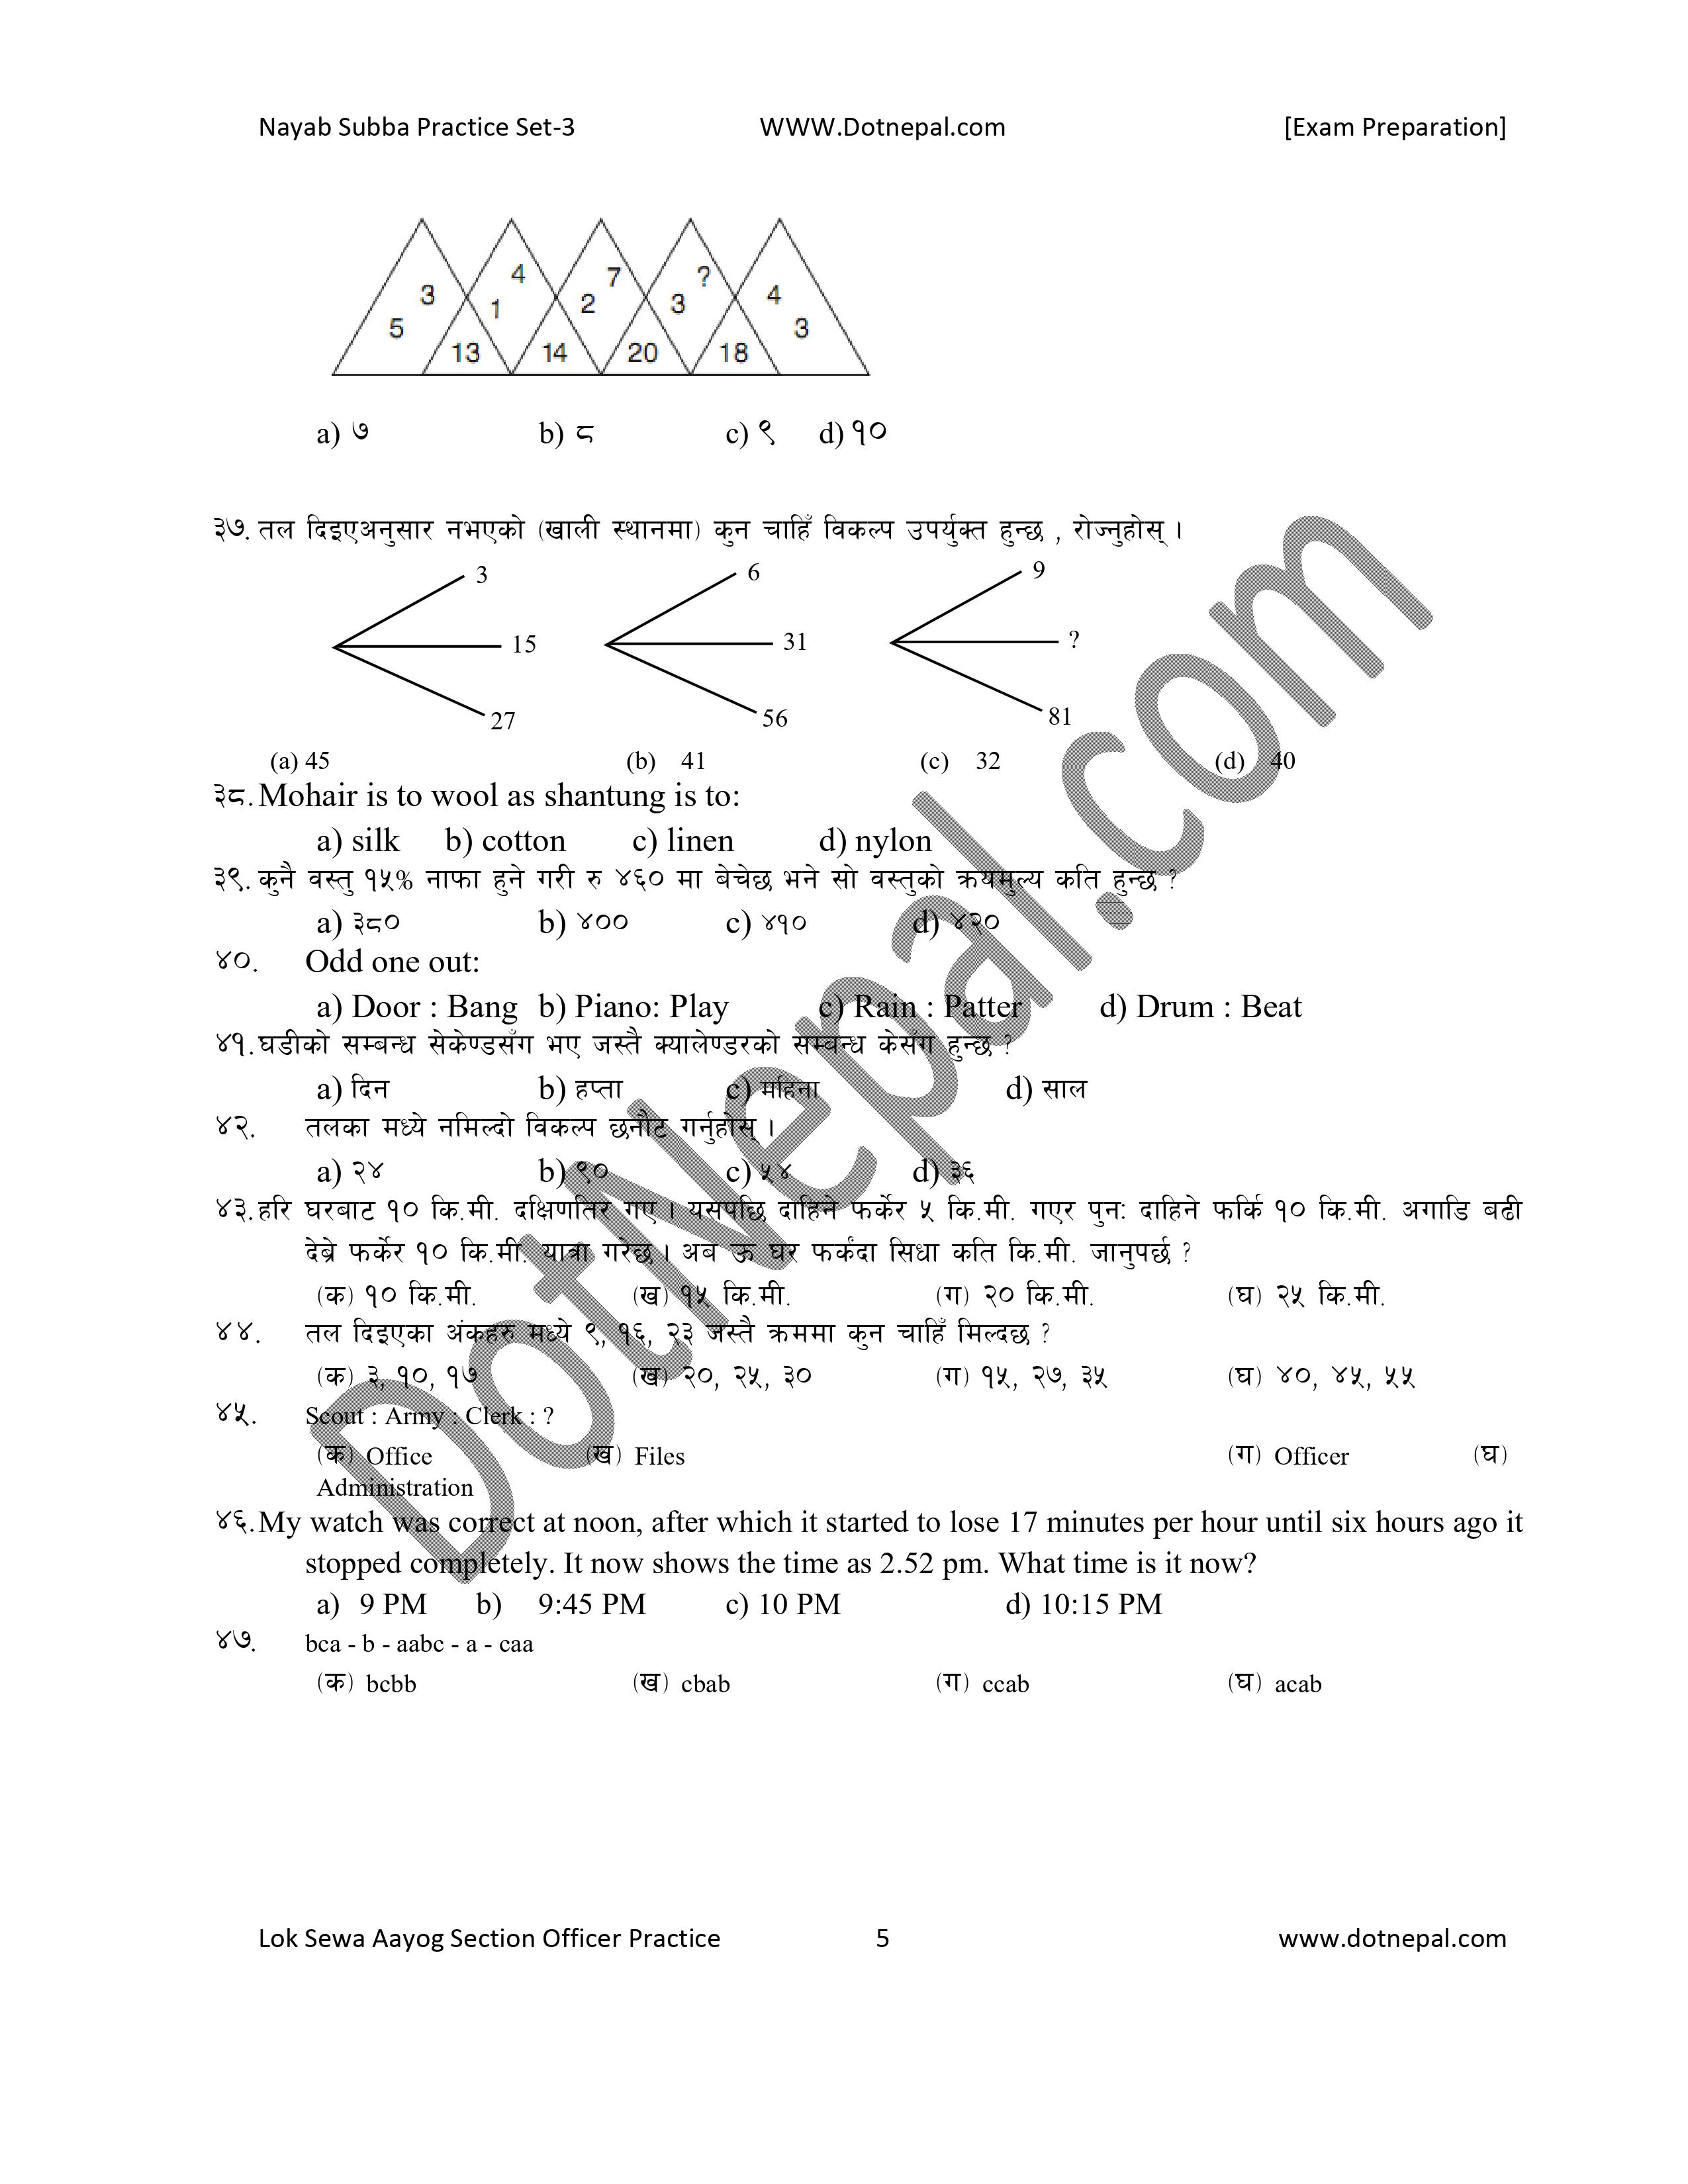 Nayab Subba Practice Set-3 WWW.Dotnepal.com [Exam Preparation]
3 4 7 ? 4
5 1 2 3 3
13 14 20 18
a) ७ b) ८ c) ९ d) १०
३७. तल दिइएअनुसार नभएको (खाली स्थानमा) कुन चाहिँ विकल्प उपर्युक्त हुन्छ , रोज्नुहोस् ।
3 6 9
15 31 ?
27 56 81
(a) 45 (b) 41 (c) 32 (d) 40
३८. Mohair is to wool as shantung is to:
a) silk b) cotton c) linen d) nylon
३९. कुनै वस्तु १५% नाफा हुने गरी रु ४६० मा बेचेछ भने सो वस्तुको क्रयमुल्य कति हुन्छ ?
a) ३८० b) ४०० c) ४१० d) ४२०
४०. Odd one out:
a) Door : Bang b) Piano: Play c) Rain : Patter d) Drum : Beat
४१. घडीको सम्बन्ध सेकेण्डसँग भए जस्तै क्यालेण्डरको सम्बन्ध केसँग हुन्छ ?
a) दिन b) हप्ता c) महिना d) साल
४२. तलका मध्ये नमिल्दो विकल्प छनौट गर्नुहोस् ।
a) २४ b) ९० c) ५४ d) ३६
४३. हरि घरबाट १० कि.मी. दक्षिणतिर गए । यसपछि दाहिने फर्केर ५ कि.मी. गएर पुनः दाहिने फर्कि १० कि.मी. अगाडि बढी
देब्रे फर्केर १० कि.मी. यात्रा गरेछ । अब ऊ घर फर्कंदा सिधा कति कि.मी. जानुपर्छ ?
(क) १० कि.मी. (ख) १५ कि.मी. (ग) २० कि.मी. (घ) २५ कि.मी.
४४. तल दिइएका अंकहरु मध्ये ९, १६, २३ जस्तै क्रममा कुन चाहिँ मिल्दछ ?
(क) ३, १०, १७ (ख) २०, २५, ३० (ग) १५, २७, ३५ (घ) ४०, ४५, ५५
४५. Scout : Army : Clerk : ?
(क) Office (ख) Files (ग) Officer (घ)
Administration
४६. My watch was correct at noon, after which it started to lose 17 minutes per hour until six hours ago it
stopped completely. It now shows the time as 2.52 pm. What time is it now?
a) 9 PM b) 9:45 PM c) 10 PM d) 10:15 PM
४७. bca - b - aabc - a - caa
(क) bcbb (ख) cbab (ग) ccab (घ) acab
DotNepal.com
Lok Sewa Aayog Section Officer Practice 5 www.dotnepal.com